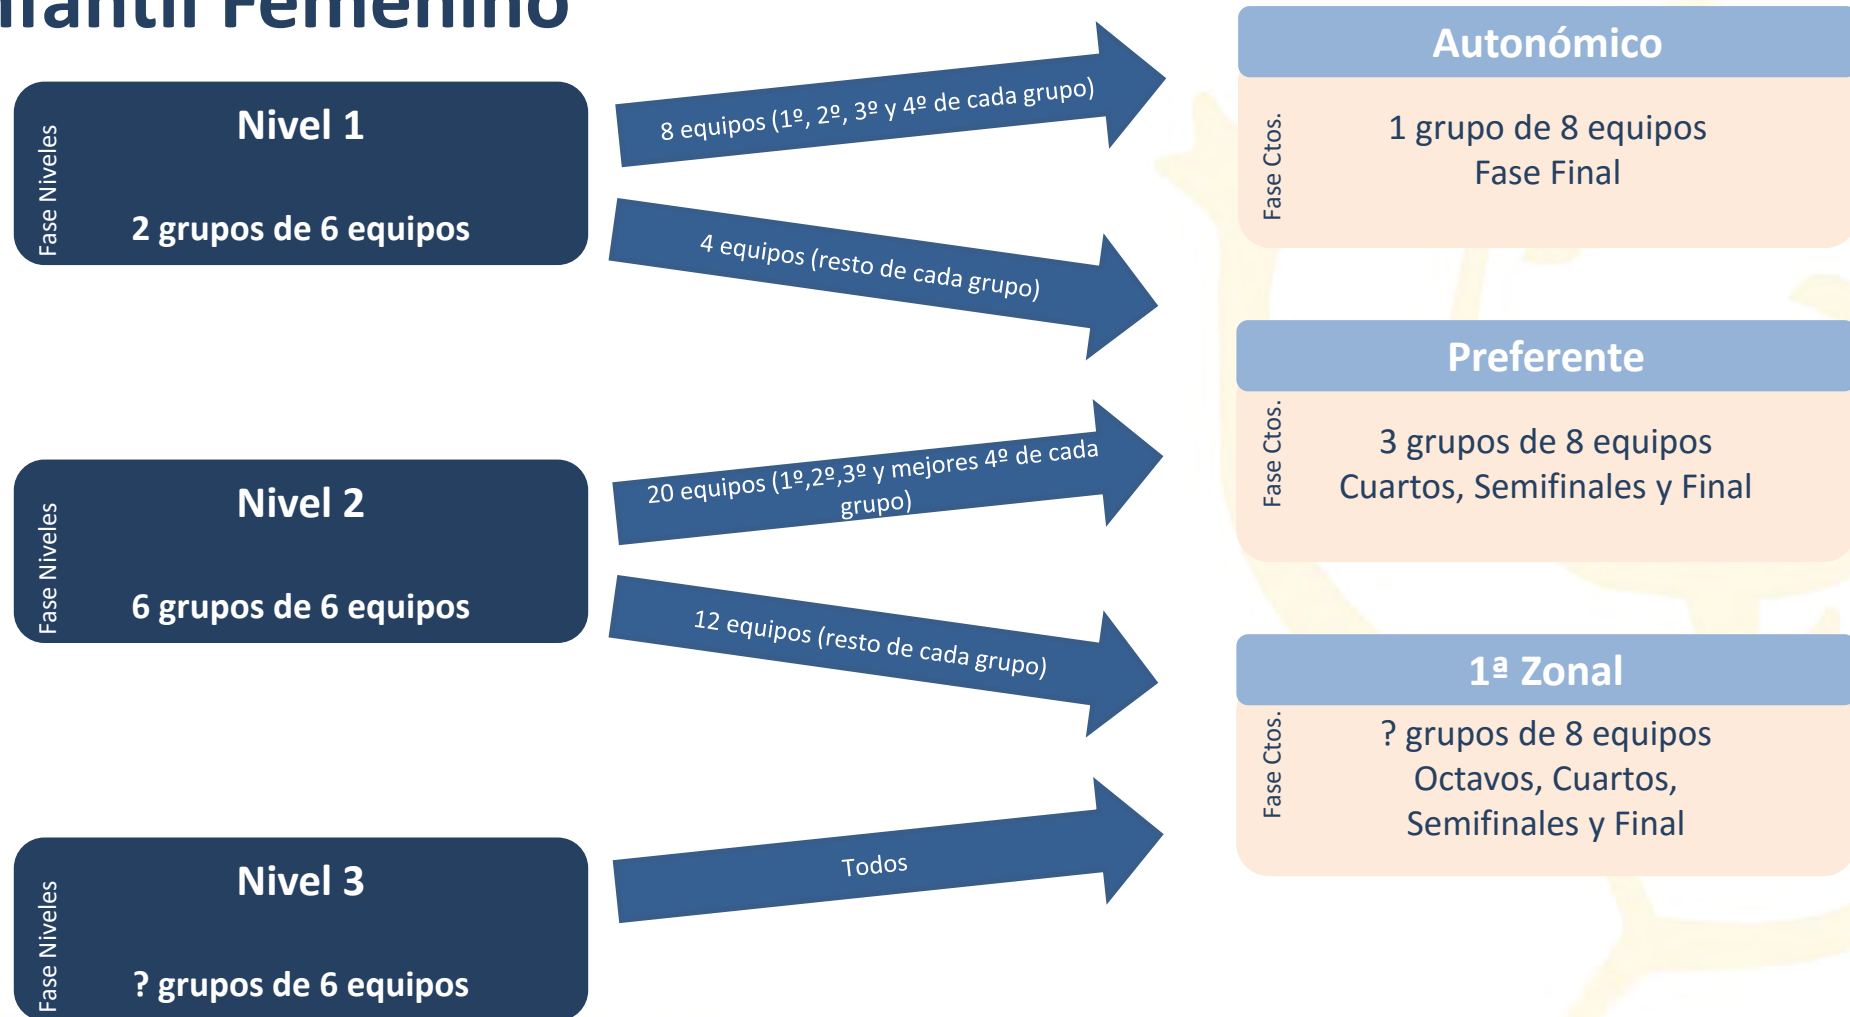 nfantil Femenino
Nivel 1
Fase Niveles
2 grupos de 6 equipos
8 equipos (1º, 2º, 3º y 4º de cada grupo)
4 equipos (resto de cada grupo)
Autonómico
Fase Ctos.
1 grupo de 8 equipos
Fase Final
Nivel 2
Fase Niveles
6 grupos de 6 equipos
20 equipos (1º,2º,3º y mejores 4º de cada
grupo)
12 equipos (resto de cada grupo)
Preferente
Fase Ctos.
3 grupos de 8 equipos
Cuartos, Semifinales y Final
Nivel 3
Fase Niveles
? grupos de 6 equipos
Todos
1ª Zonal
Fase Ctos.
? grupos de 8 equipos
Octavos, Cuartos,
Semifinales y Final